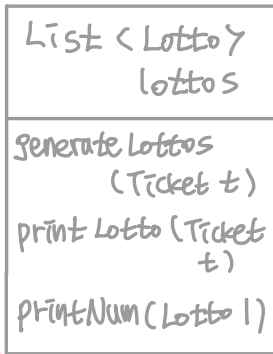 List <Lotto>
lottos
generate Lottos
(Ticket t)
print Lotto (Ticket
t)
printNum (Lotto l)